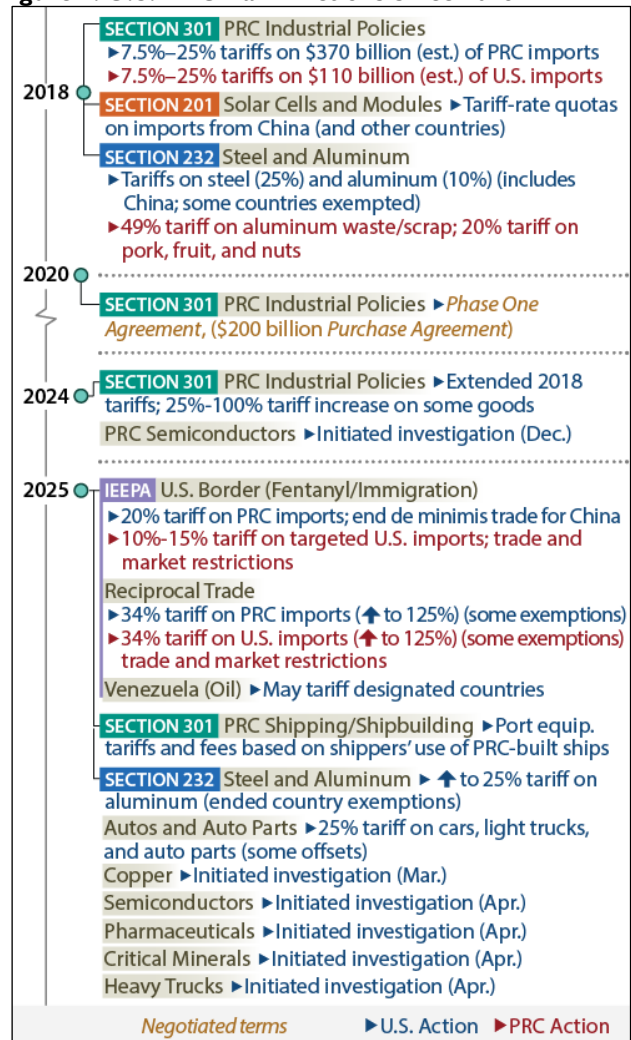 2018
SECTION 301 PRC Industrial Policies
▶7.5%–25% tariffs on $370 billion (est.) of PRC imports
▶7.5%–25% tariffs on $110 billion (est.) of U.S. imports
SECTION 201 Solar Cells and Modules ▶Tariff-rate quotas
on imports from China (and other countries)
SECTION 232 Steel and Aluminum
▶Tariffs on steel (25%) and aluminum (10%) (includes
China; some countries exempted)
▶49% tariff on aluminum waste/scrap; 20% tariff on
pork, fruit, and nuts
2020
SECTION 301 PRC Industrial Policies ▶Phase One
Agreement, ($200 billion Purchase Agreement)
2024
SECTION 301 PRC Industrial Policies ▶Extended 2018
tariffs; 25%-100% tariff increase on some goods
PRC Semiconductors ▶Initiated investigation (Dec.)
2025
IEEPA U.S. Border (Fentanyl/Immigration)
▶20% tariff on PRC imports; end de minimis trade for China
▶10%-15% tariff on targeted U.S. imports; trade and
market restrictions
Reciprocal Trade
▶34% tariff on PRC imports (↑ to 125%) (some exemptions)
▶34% tariff on U.S. imports (↑ to 125%) (some exemptions)
trade and market restrictions
Venezuela (Oil) ▶May tariff designated countries
SECTION 301 PRC Shipping/Shipbuilding ▶Port equip.
tariffs and fees based on shippers' use of PRC-built ships
SECTION 232 Steel and Aluminum ▶ ↑ to 25% tariff on
aluminum (ended country exemptions)
Autos and Auto Parts ▶25% tariff on cars, light trucks,
and auto parts (some offsets)
Copper ▶Initiated investigation (Mar.)
Semiconductors ▶Initiated investigation (Apr.)
Pharmaceuticals ▶Initiated investigation (Apr.)
Critical Minerals ▶Initiated investigation (Apr.)
Heavy Trucks ▶Initiated investigation (Apr.)
Negotiated terms ▶U.S. Action ▶PRC Action